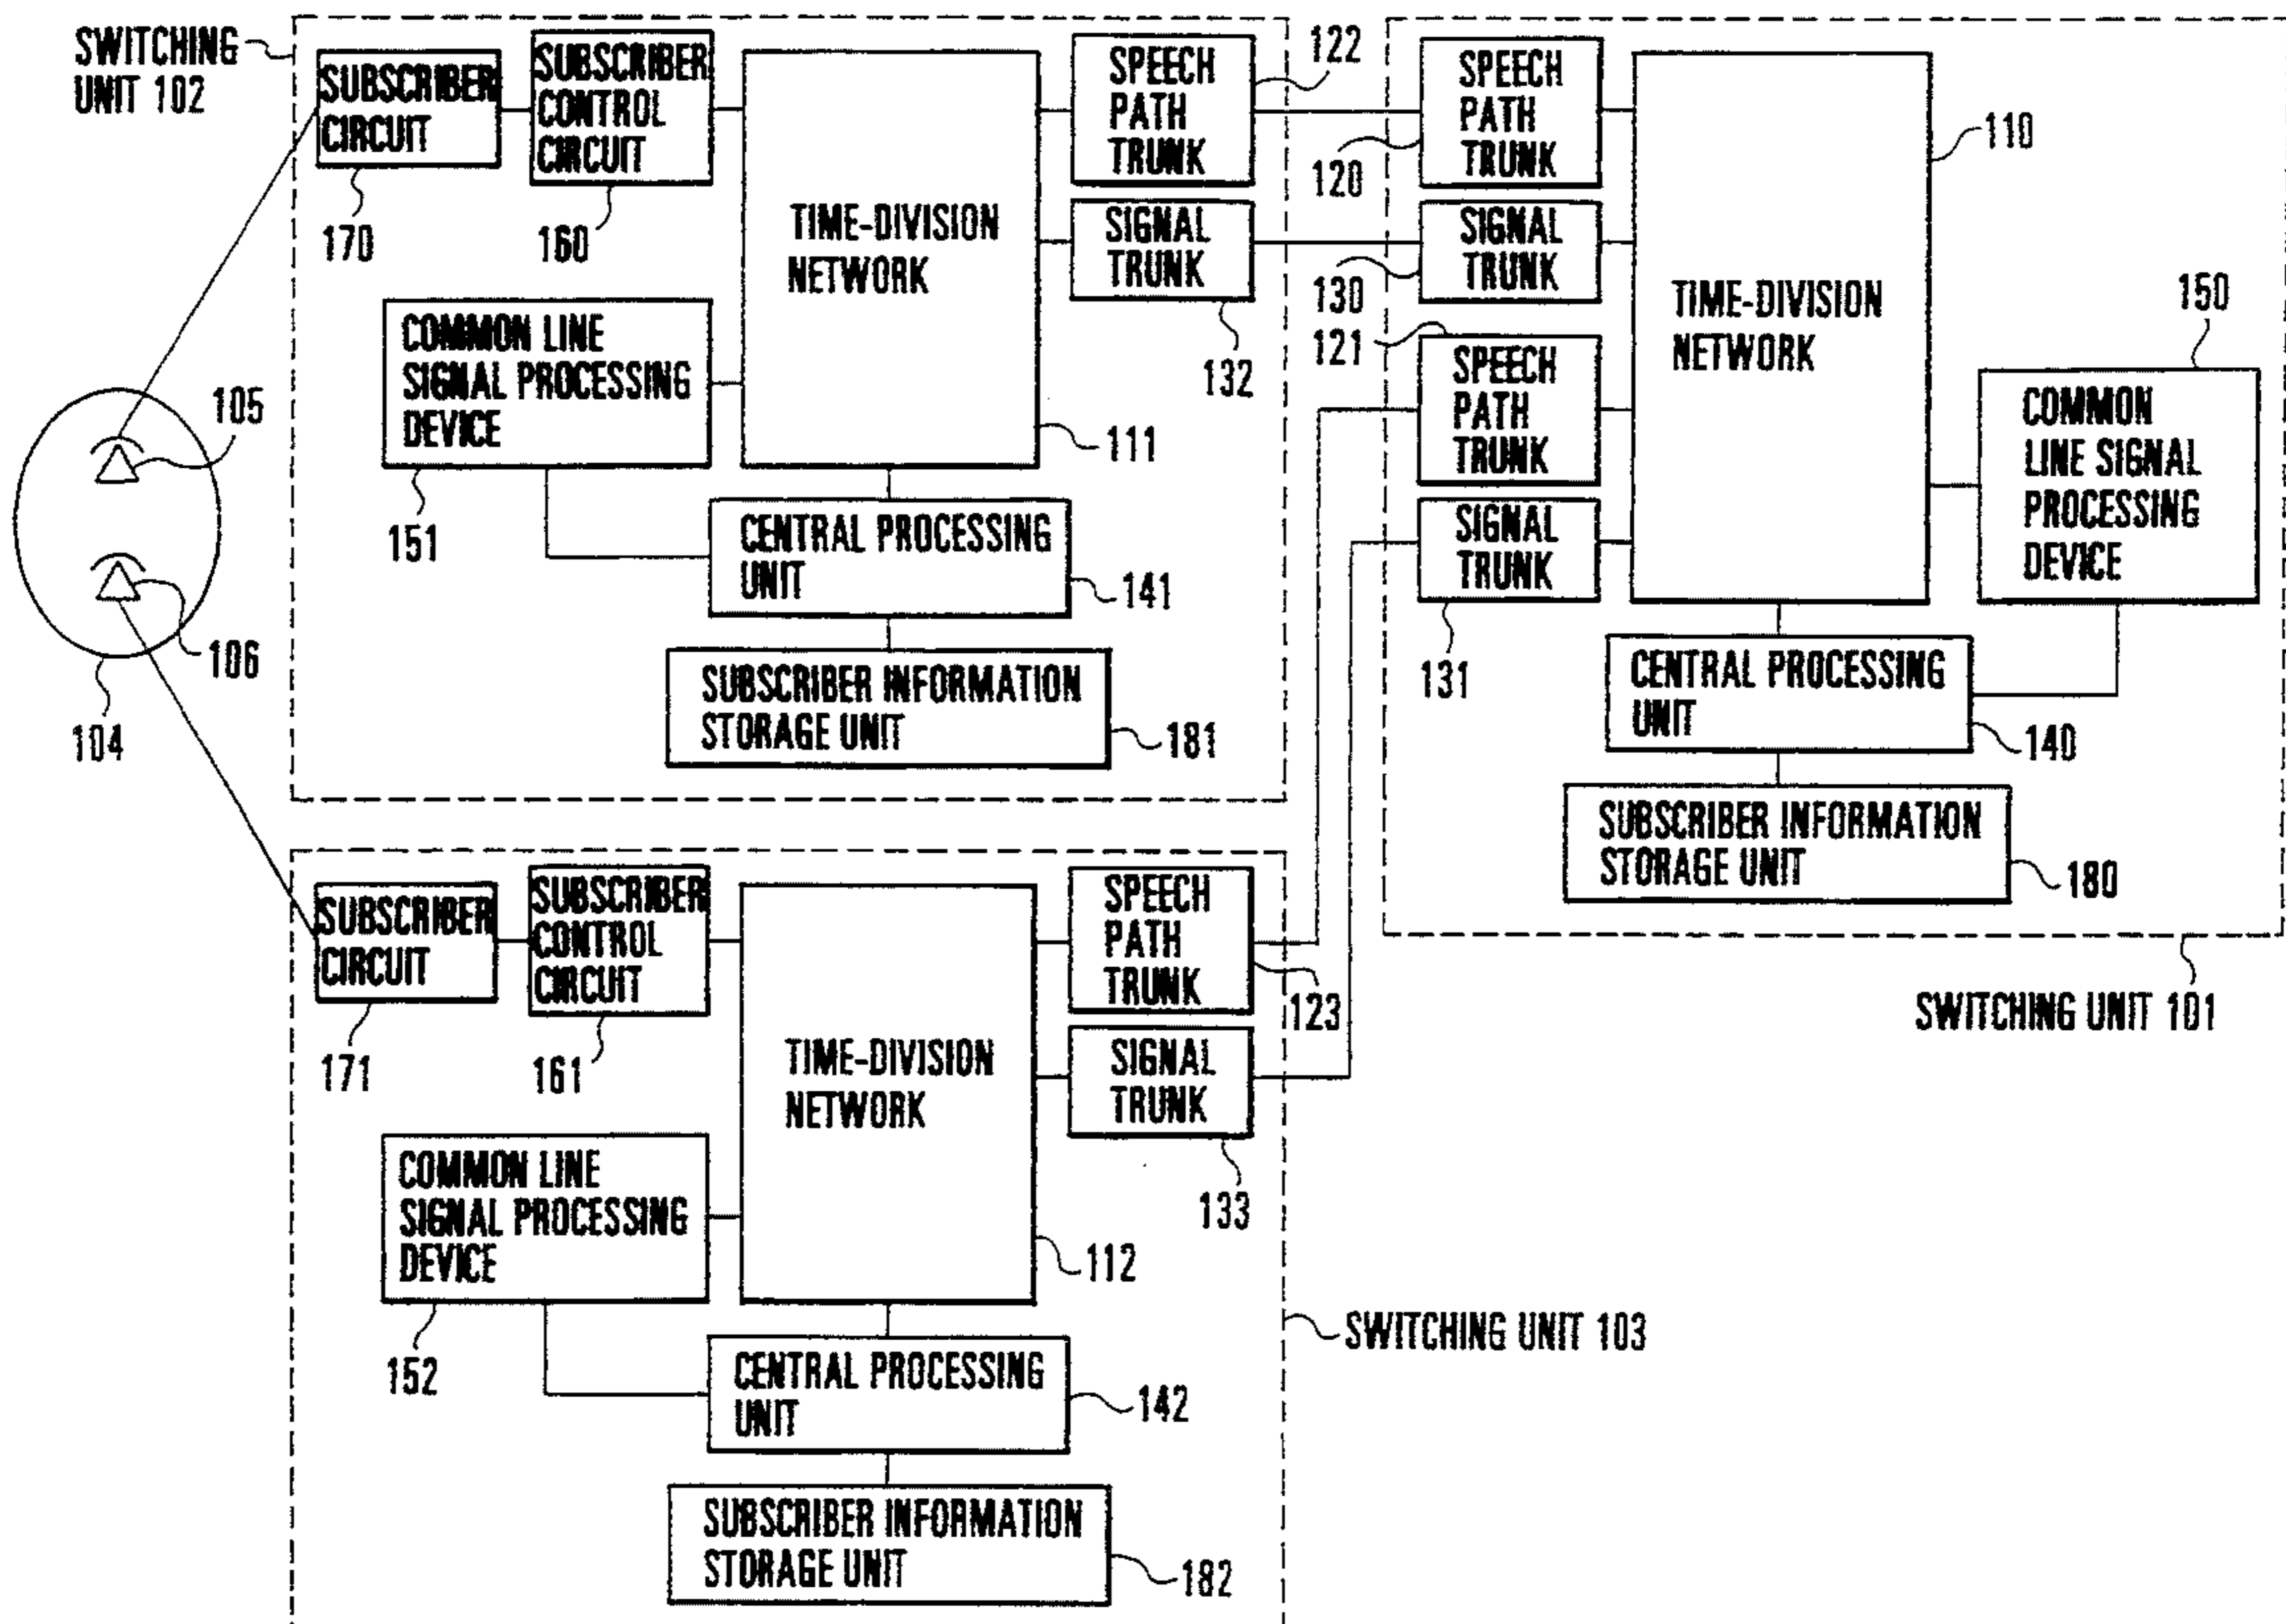 SWITCHING
UNIT 102
SUBSCRIBER
CIRCUIT
170
SUBSCRIBER
CONTROL
CIRCUIT
160
TIME-DIVISION
NETWORK
111
SPEECH
PATH
TRUNK
122
SIGNAL
TRUNK
132
COMMON LINE
SIGNAL PROCESSING
DEVICE
151
CENTRAL PROCESSING
UNIT
141
SUBSCRIBER INFORMATION
STORAGE UNIT
181
105
106
104
SPEECH
PATH
TRUNK
120
SIGNAL
TRUNK
130
121
SPEECH
PATH
TRUNK
SIGNAL
TRUNK
131
TIME-DIVISION
NETWORK
110
150
COMMON
LINE SIGNAL
PROCESSING
DEVICE
CENTRAL PROCESSING
UNIT
140
SUBSCRIBER INFORMATION
STORAGE UNIT
180
SWITCHING UNIT 101
SUBSCRIBER
CIRCUIT
171
SUBSCRIBER
CONTROL
CIRCUIT
161
TIME-DIVISION
NETWORK
112
SPEECH
PATH
TRUNK
123
SIGNAL
TRUNK
133
COMMON LINE
SIGNAL PROCESSING
DEVICE
152
CENTRAL PROCESSING
UNIT
142
SUBSCRIBER INFORMATION
STORAGE UNIT
182
SWITCHING UNIT 103